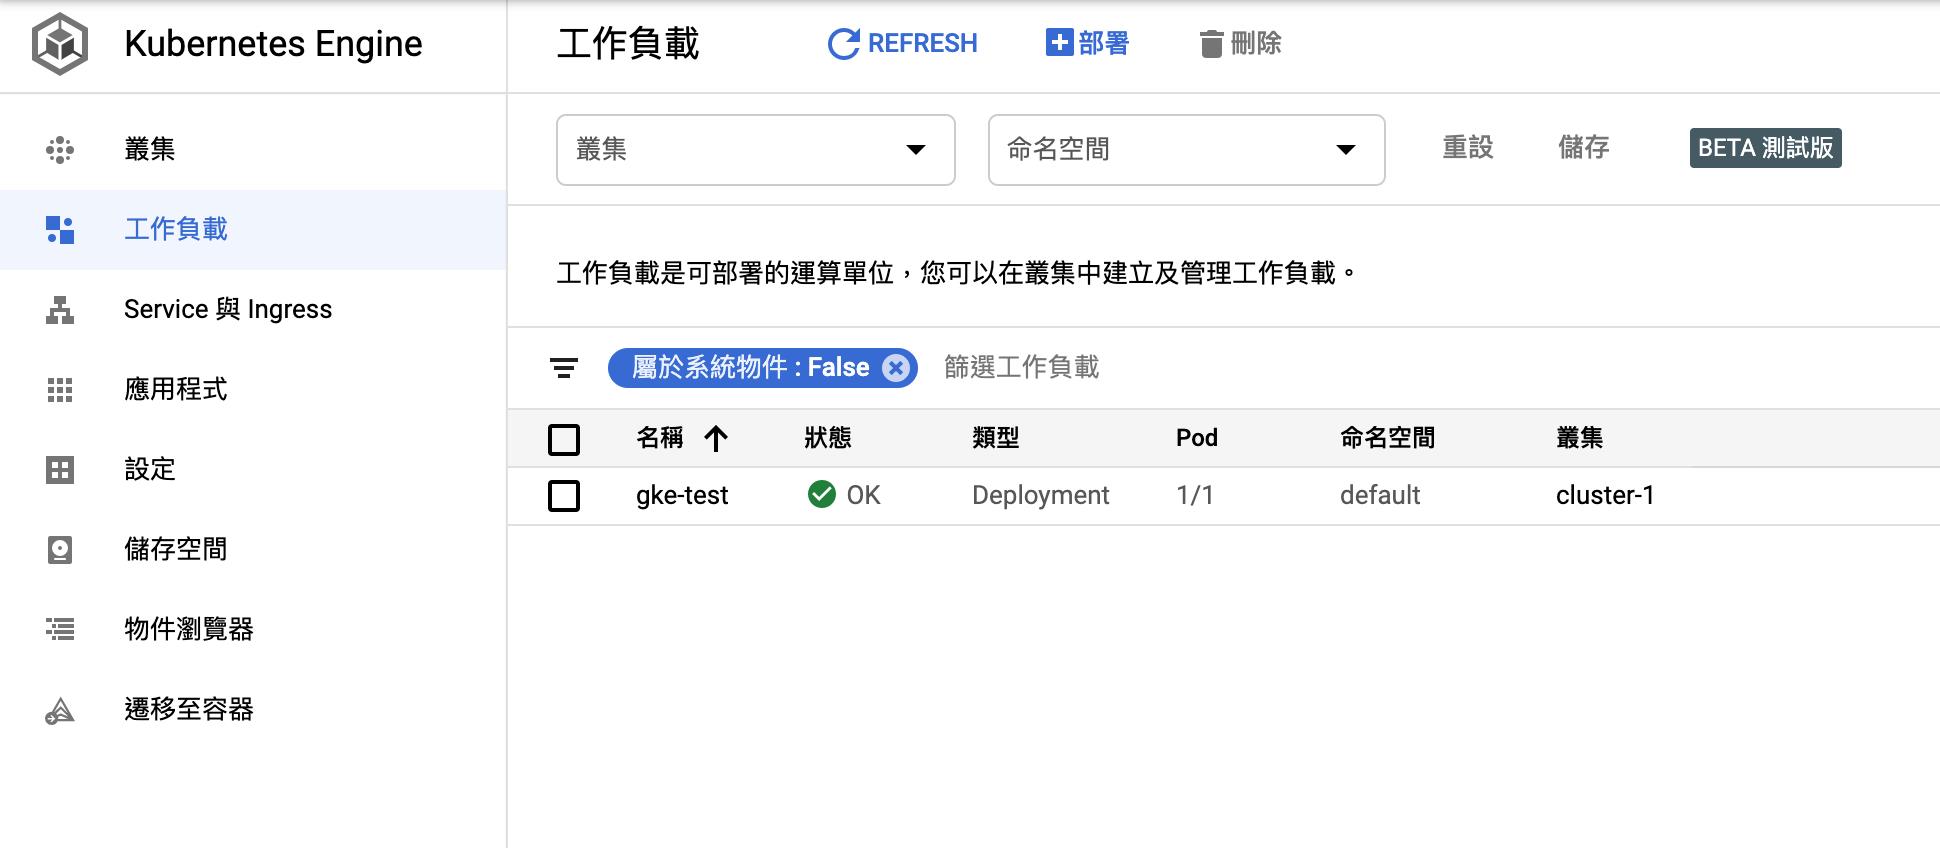 Kubernetes Engine
工作負載
REFRESH
部署
刪除
叢集
工作負載
Service 與 Ingress
應用程式
設定
儲存空間
物件瀏覽器
遷移至容器
叢集
命名空間
重設
儲存
BETA 測試版
工作負載是可部署的運算單位，您可以在叢集中建立及管理工作負載。
屬於系統物件 : False
篩選工作負載
名稱 狀態 類型 Pod 命名空間 叢集
gke-test OK Deployment 1/1 default cluster-1